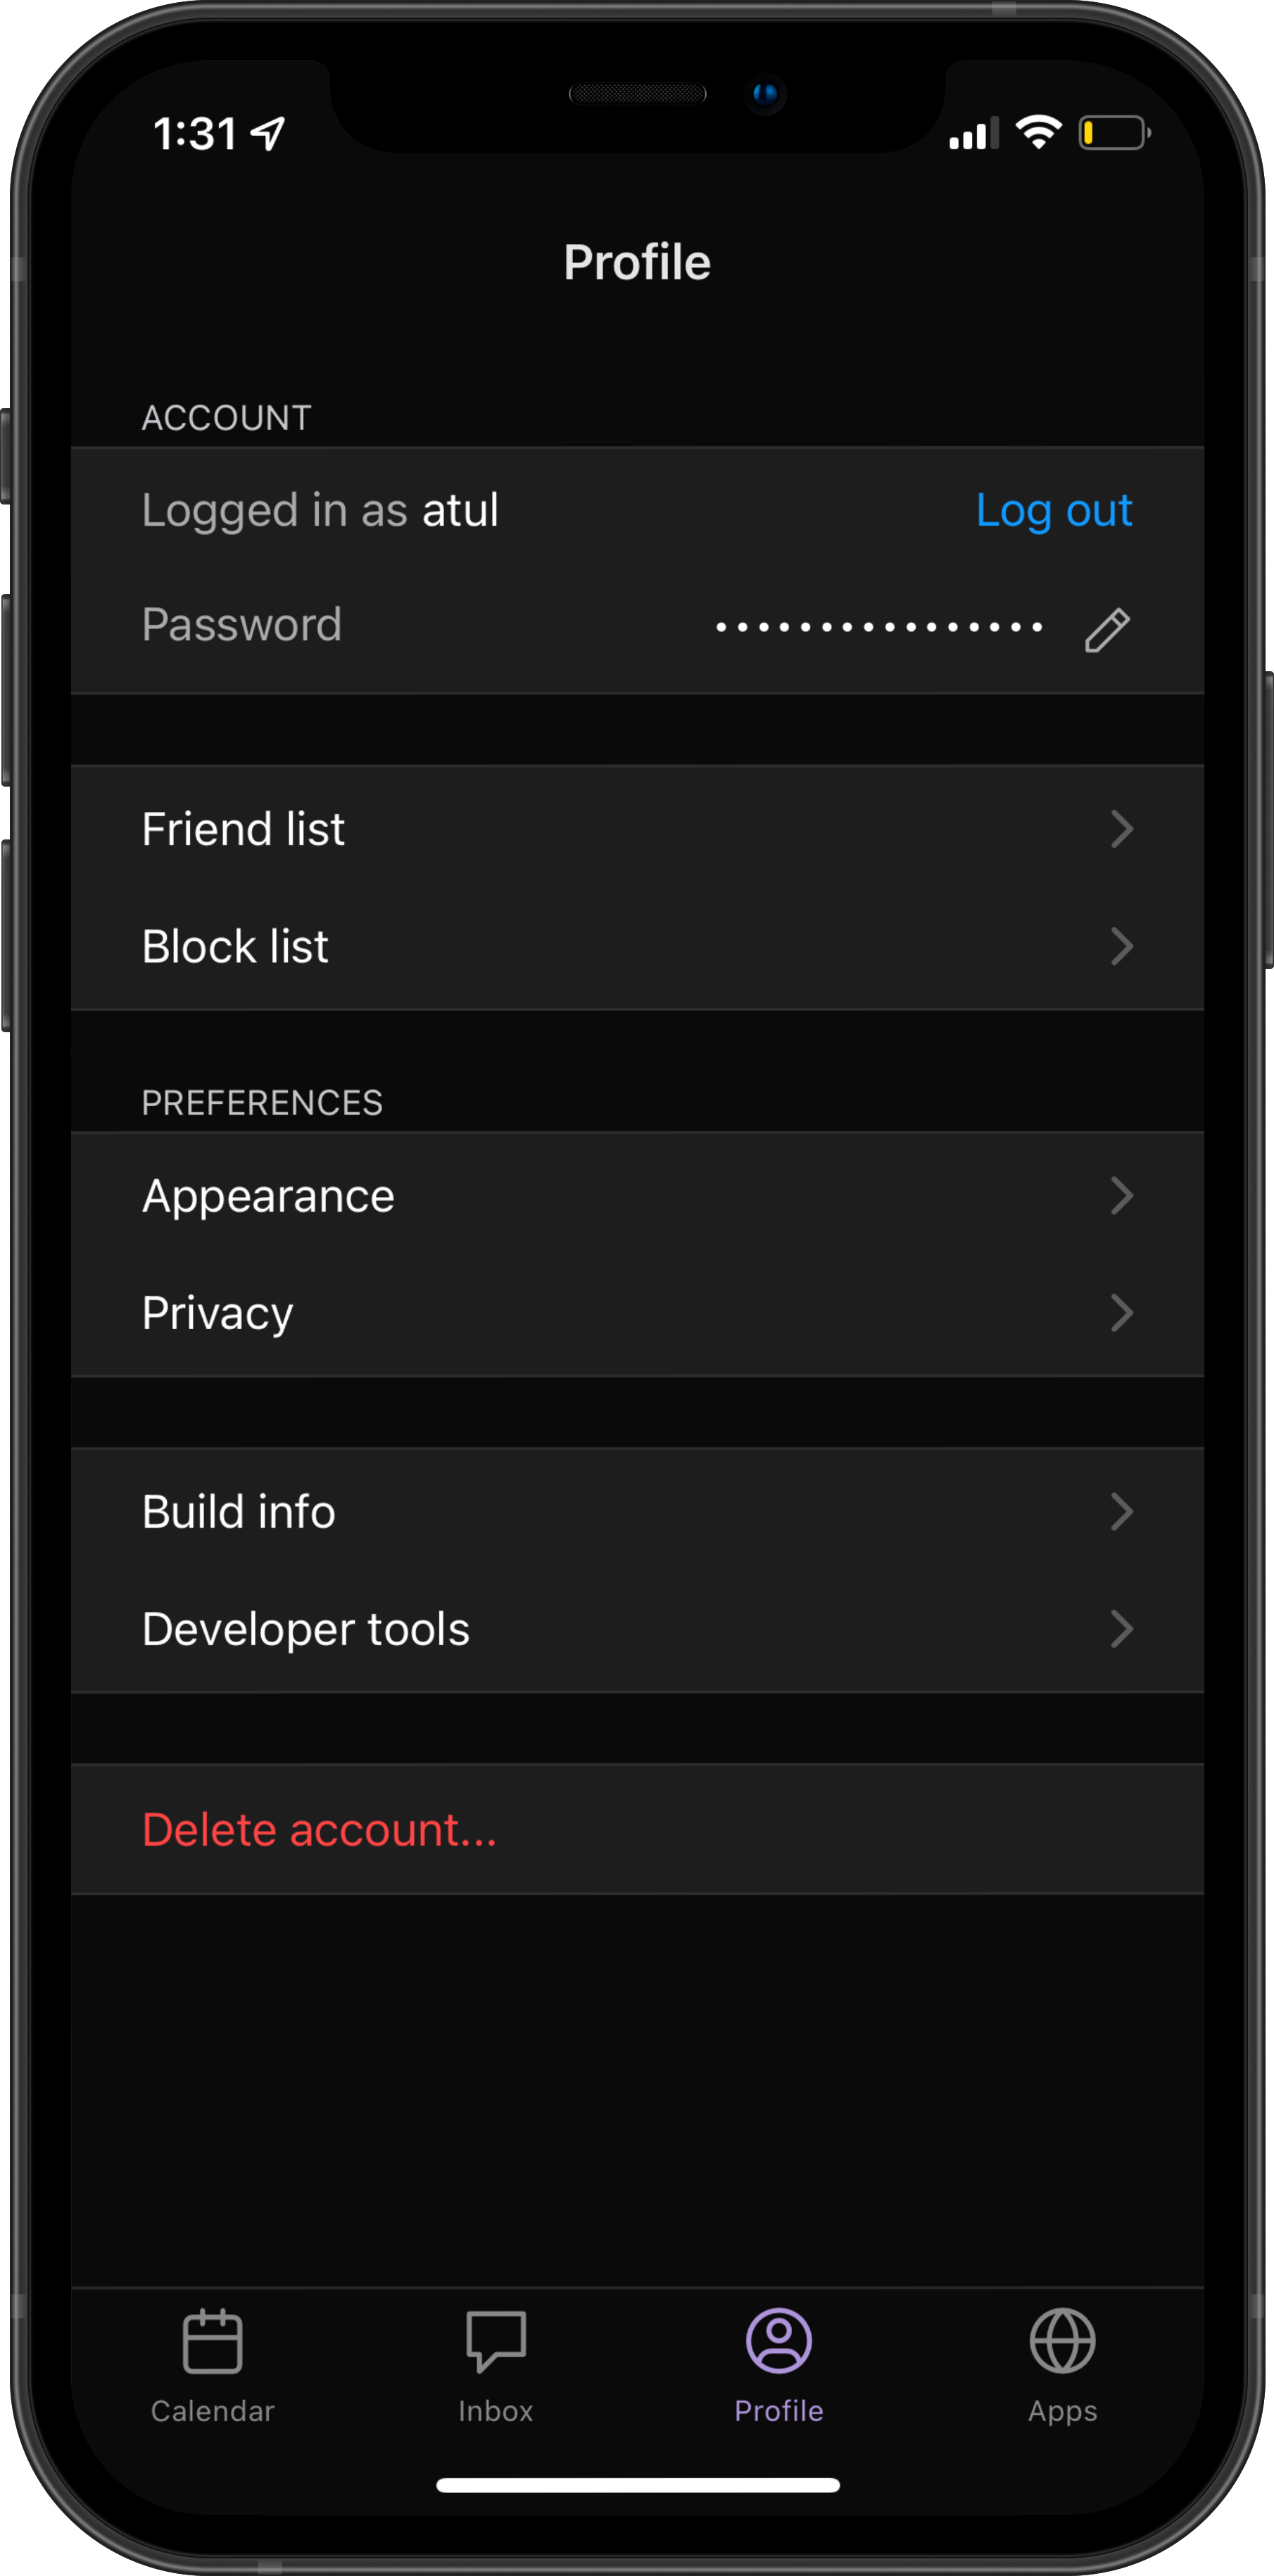 1:31
Profile
ACCOUNT
Logged in as atul Log out
Password ••••••••••••••••
Friend list
Block list
PREFERENCES
Appearance
Privacy
Build info
Developer tools
Delete account...
Calendar Inbox Profile Apps